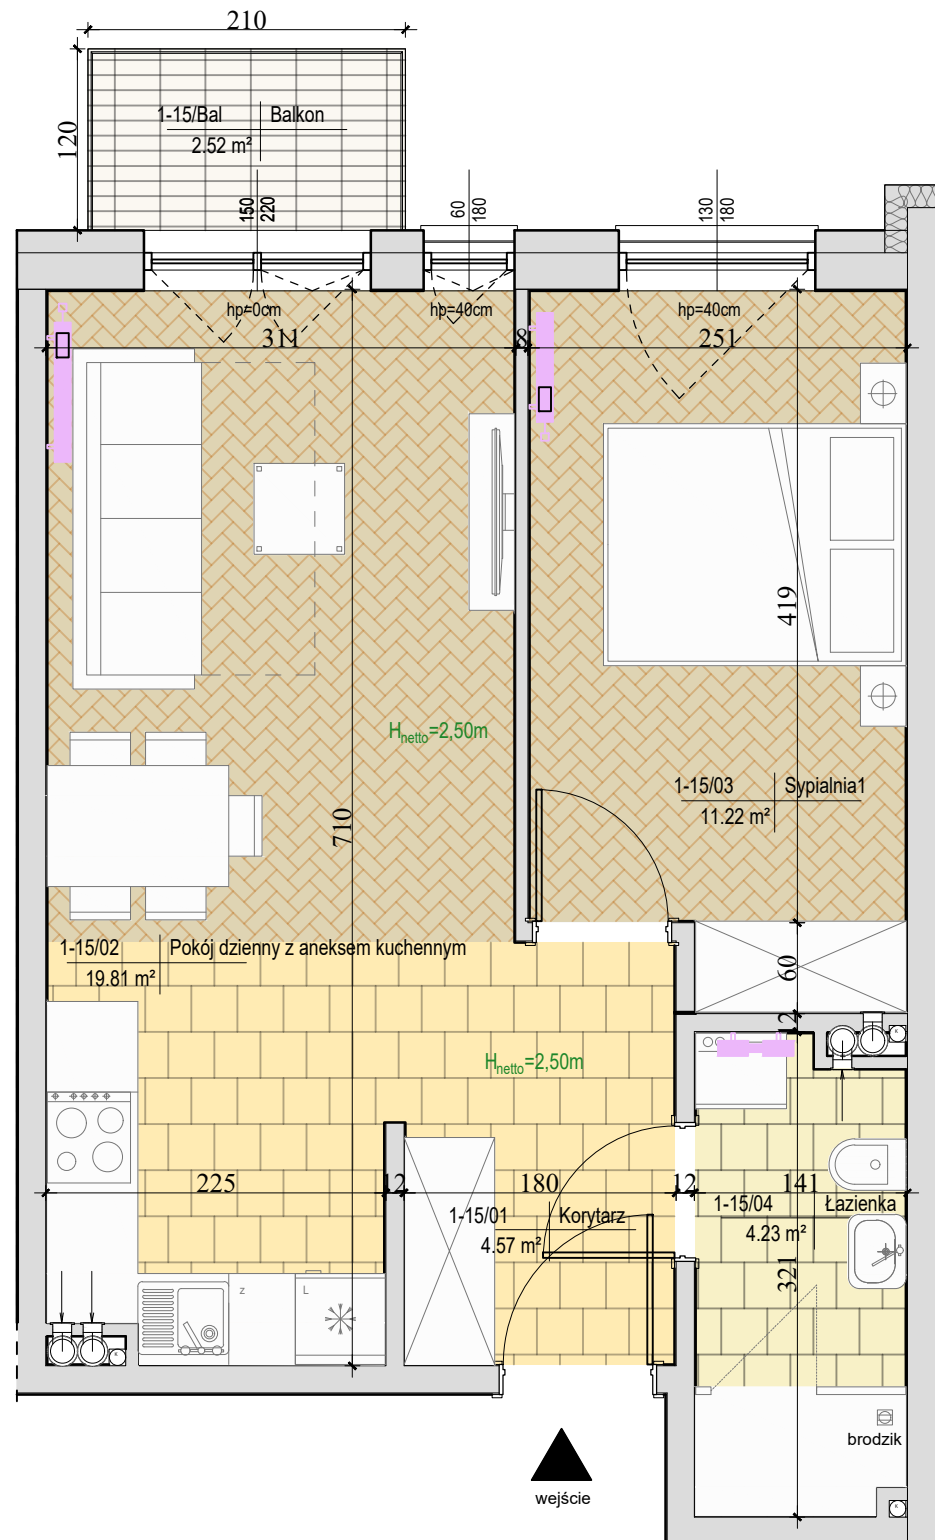 210
120
1-15/Bal Balkon
2.52 m²
150
220
60
180
130
180
hp=0cm
hp=40cm
hp=40cm
311
8
251
419
H netto=2,50m
710
1-15/03 Sypialnia1
11.22 m²
1-15/02 Pokój dzienny z aneksem kuchennym
19.81 m²
60
12
K
H netto=2,50m
225
12
180
12
141
1-15/01 Korytarz
4.57 m²
1-15/04 Łazienka
4.23 m²
321
z
L
K
brodzik
wejście
K